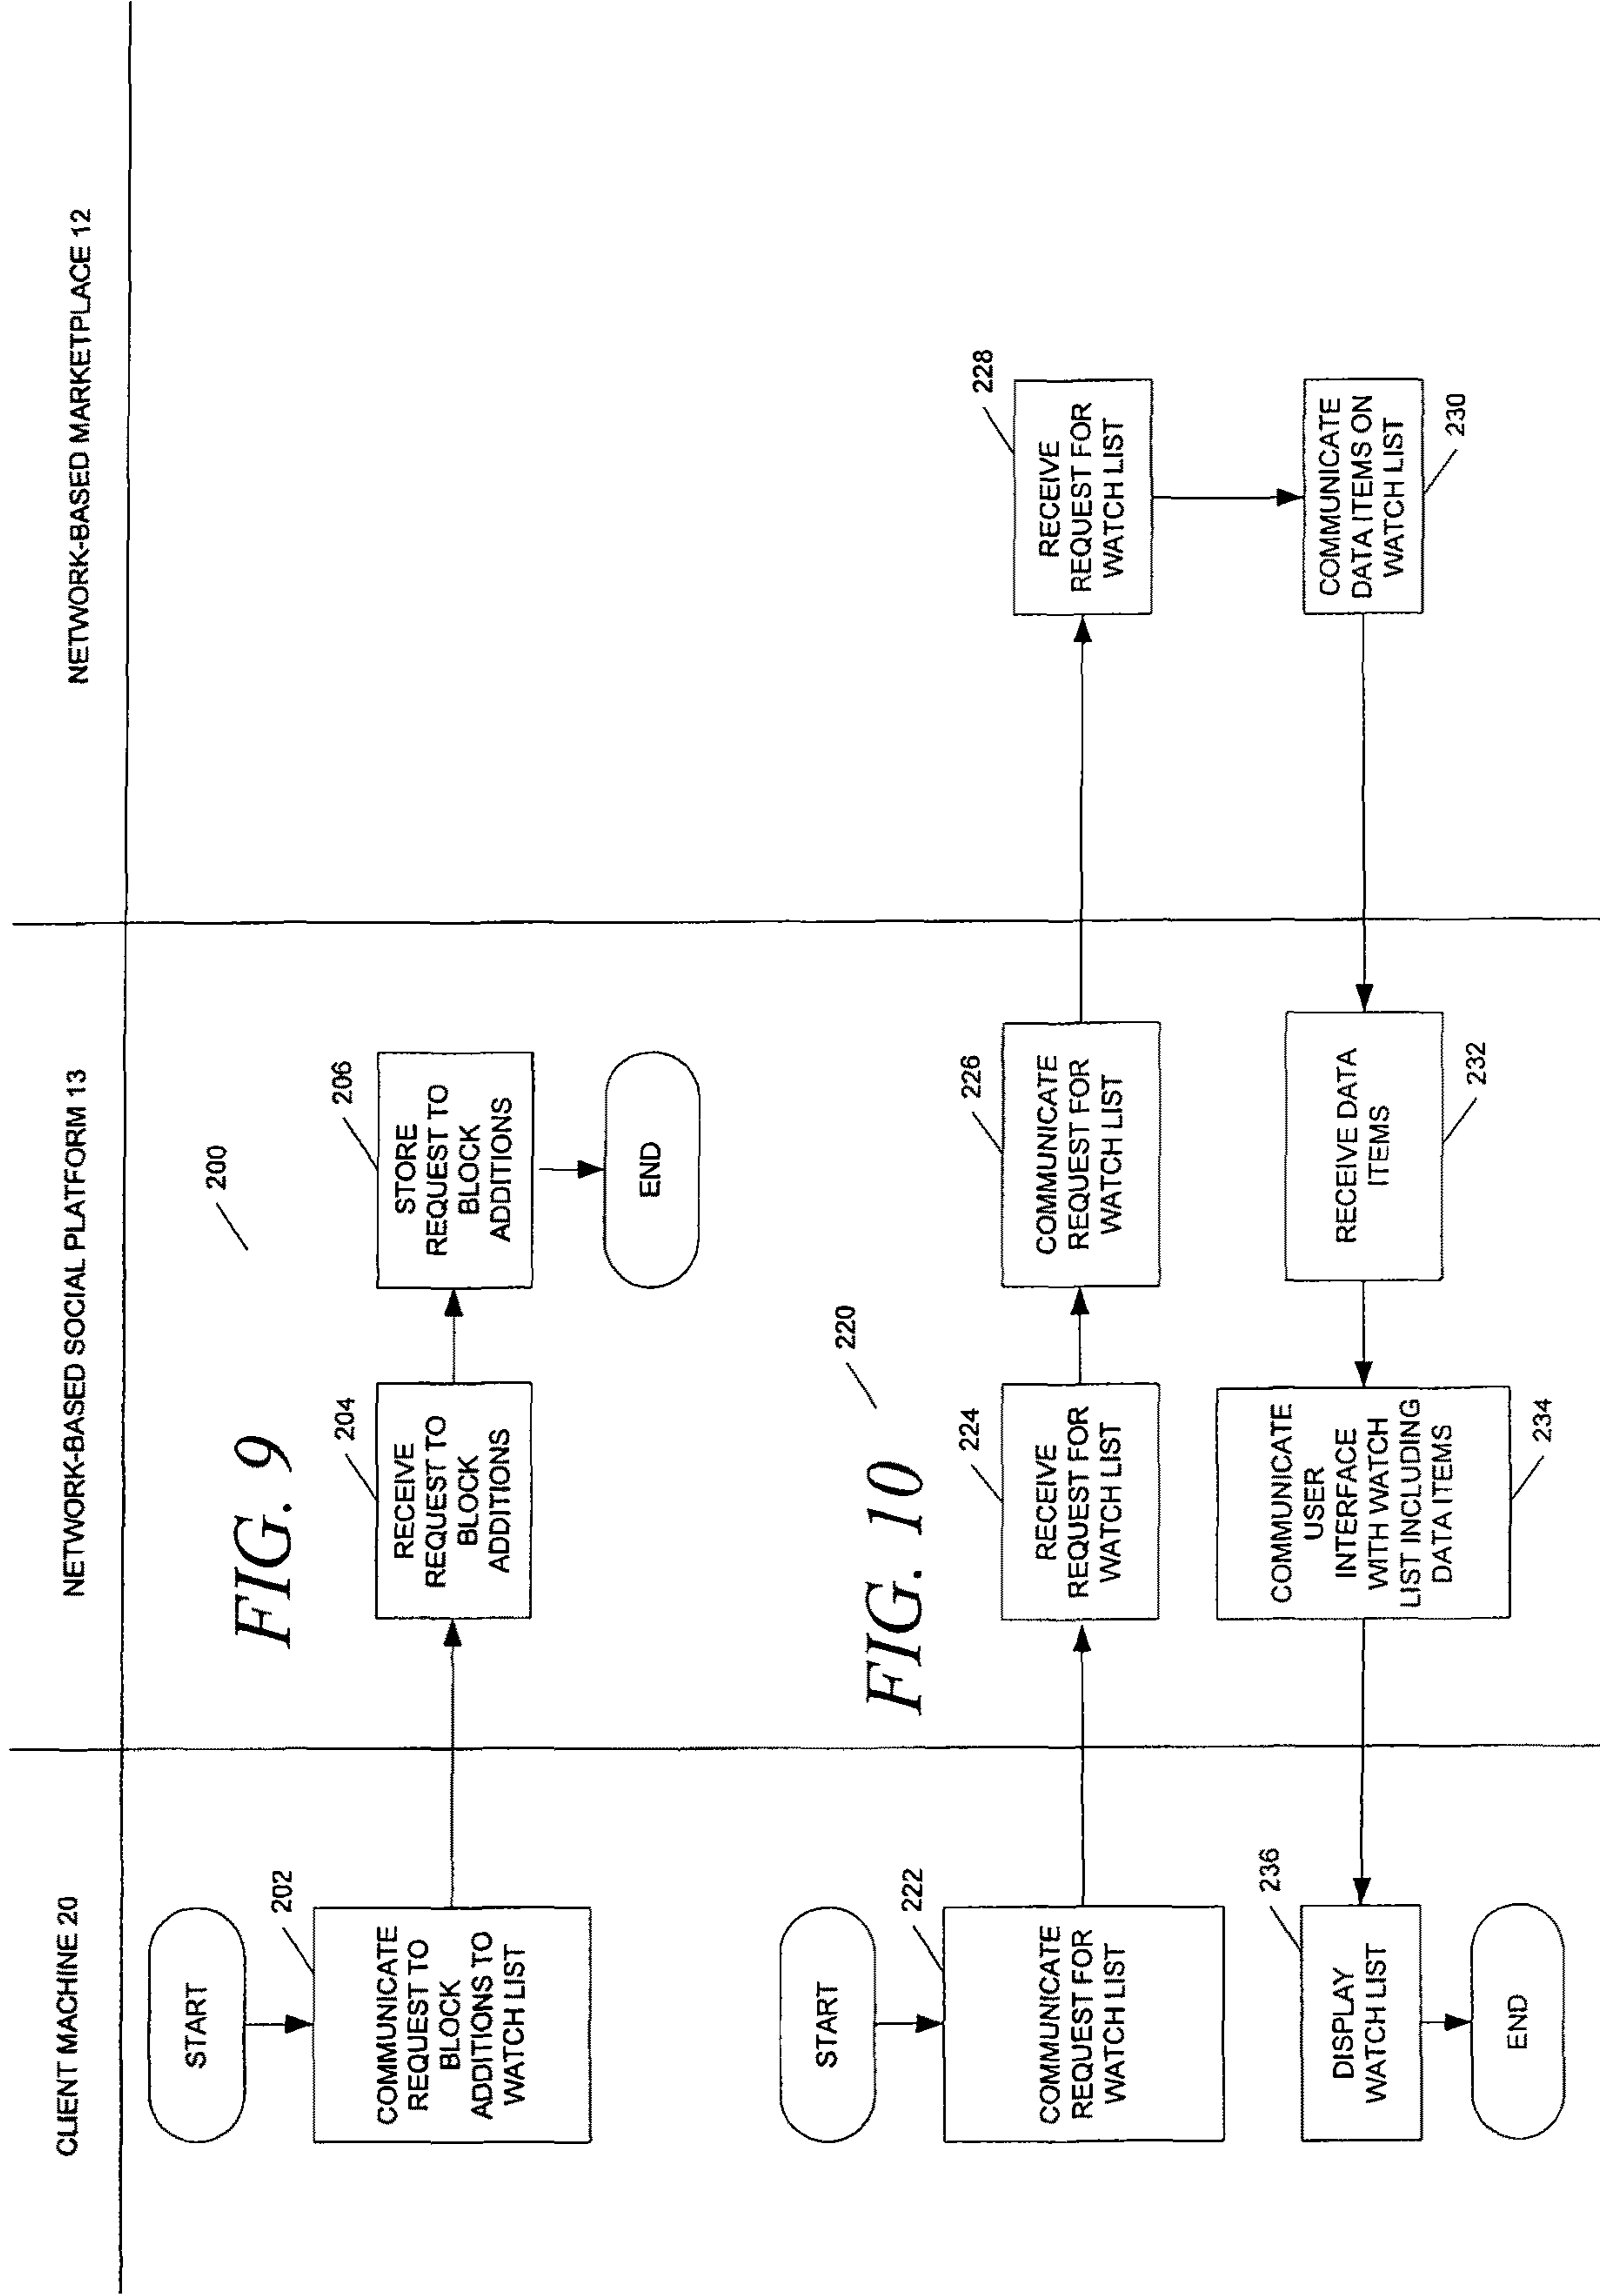 CLIENT MACHINE 20
NETWORK-BASED SOCIAL PLATFORM 13
NETWORK-BASED MARKETPLACE 12
FIG. 9
200
START
202
COMMUNICATE
REQUEST TO
BLOCK
ADDITIONS TO
WATCH LIST
204
RECEIVE
REQUEST TO
BLOCK
ADDITIONS
206
STORE
REQUEST TO
BLOCK
ADDITIONS
END
FIG. 10
220
START
222
COMMUNICATE
REQUEST FOR
WATCH LIST
224
RECEIVE
REQUEST FOR
WATCH LIST
226
COMMUNICATE
REQUEST FOR
WATCH LIST
228
RECEIVE
REQUEST FOR
WATCH LIST
COMMUNICATE
DATA ITEMS ON
WATCH LIST
230
RECEIVE DATA
ITEMS
232
COMMUNICATE
USER
INTERFACE
WITH WATCH
LIST INCLUDING
DATA ITEMS
234
236
DISPLAY
WATCH LIST
END